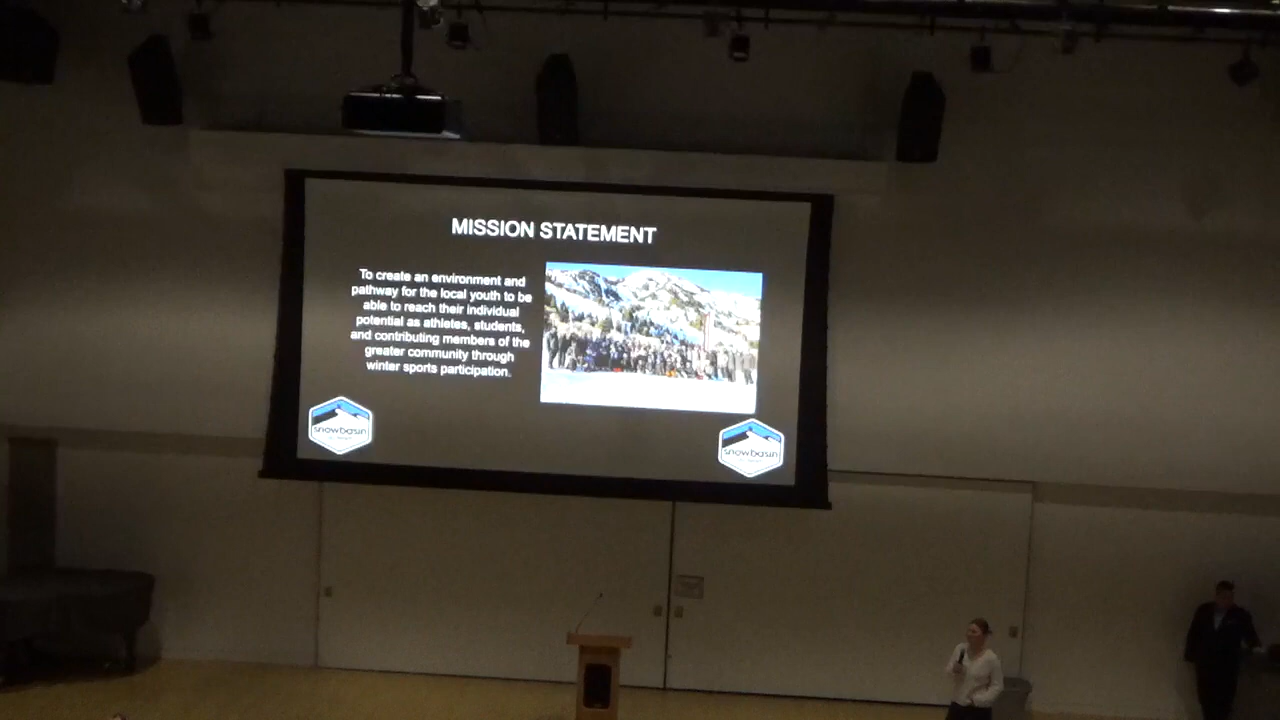 MISSION STATEMENT
To create an environment and
pathway for the local youth to be
able to reach their individual
potential as athletes, students,
and contributing members of the
greater community through
winter sports participation.
snowbasin
snowbasin